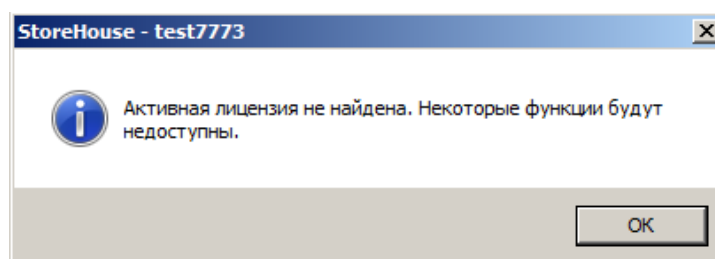 StoreHouse - test7773
Активная лицензия не найдена. Некоторые функции будут
недоступны.
OK